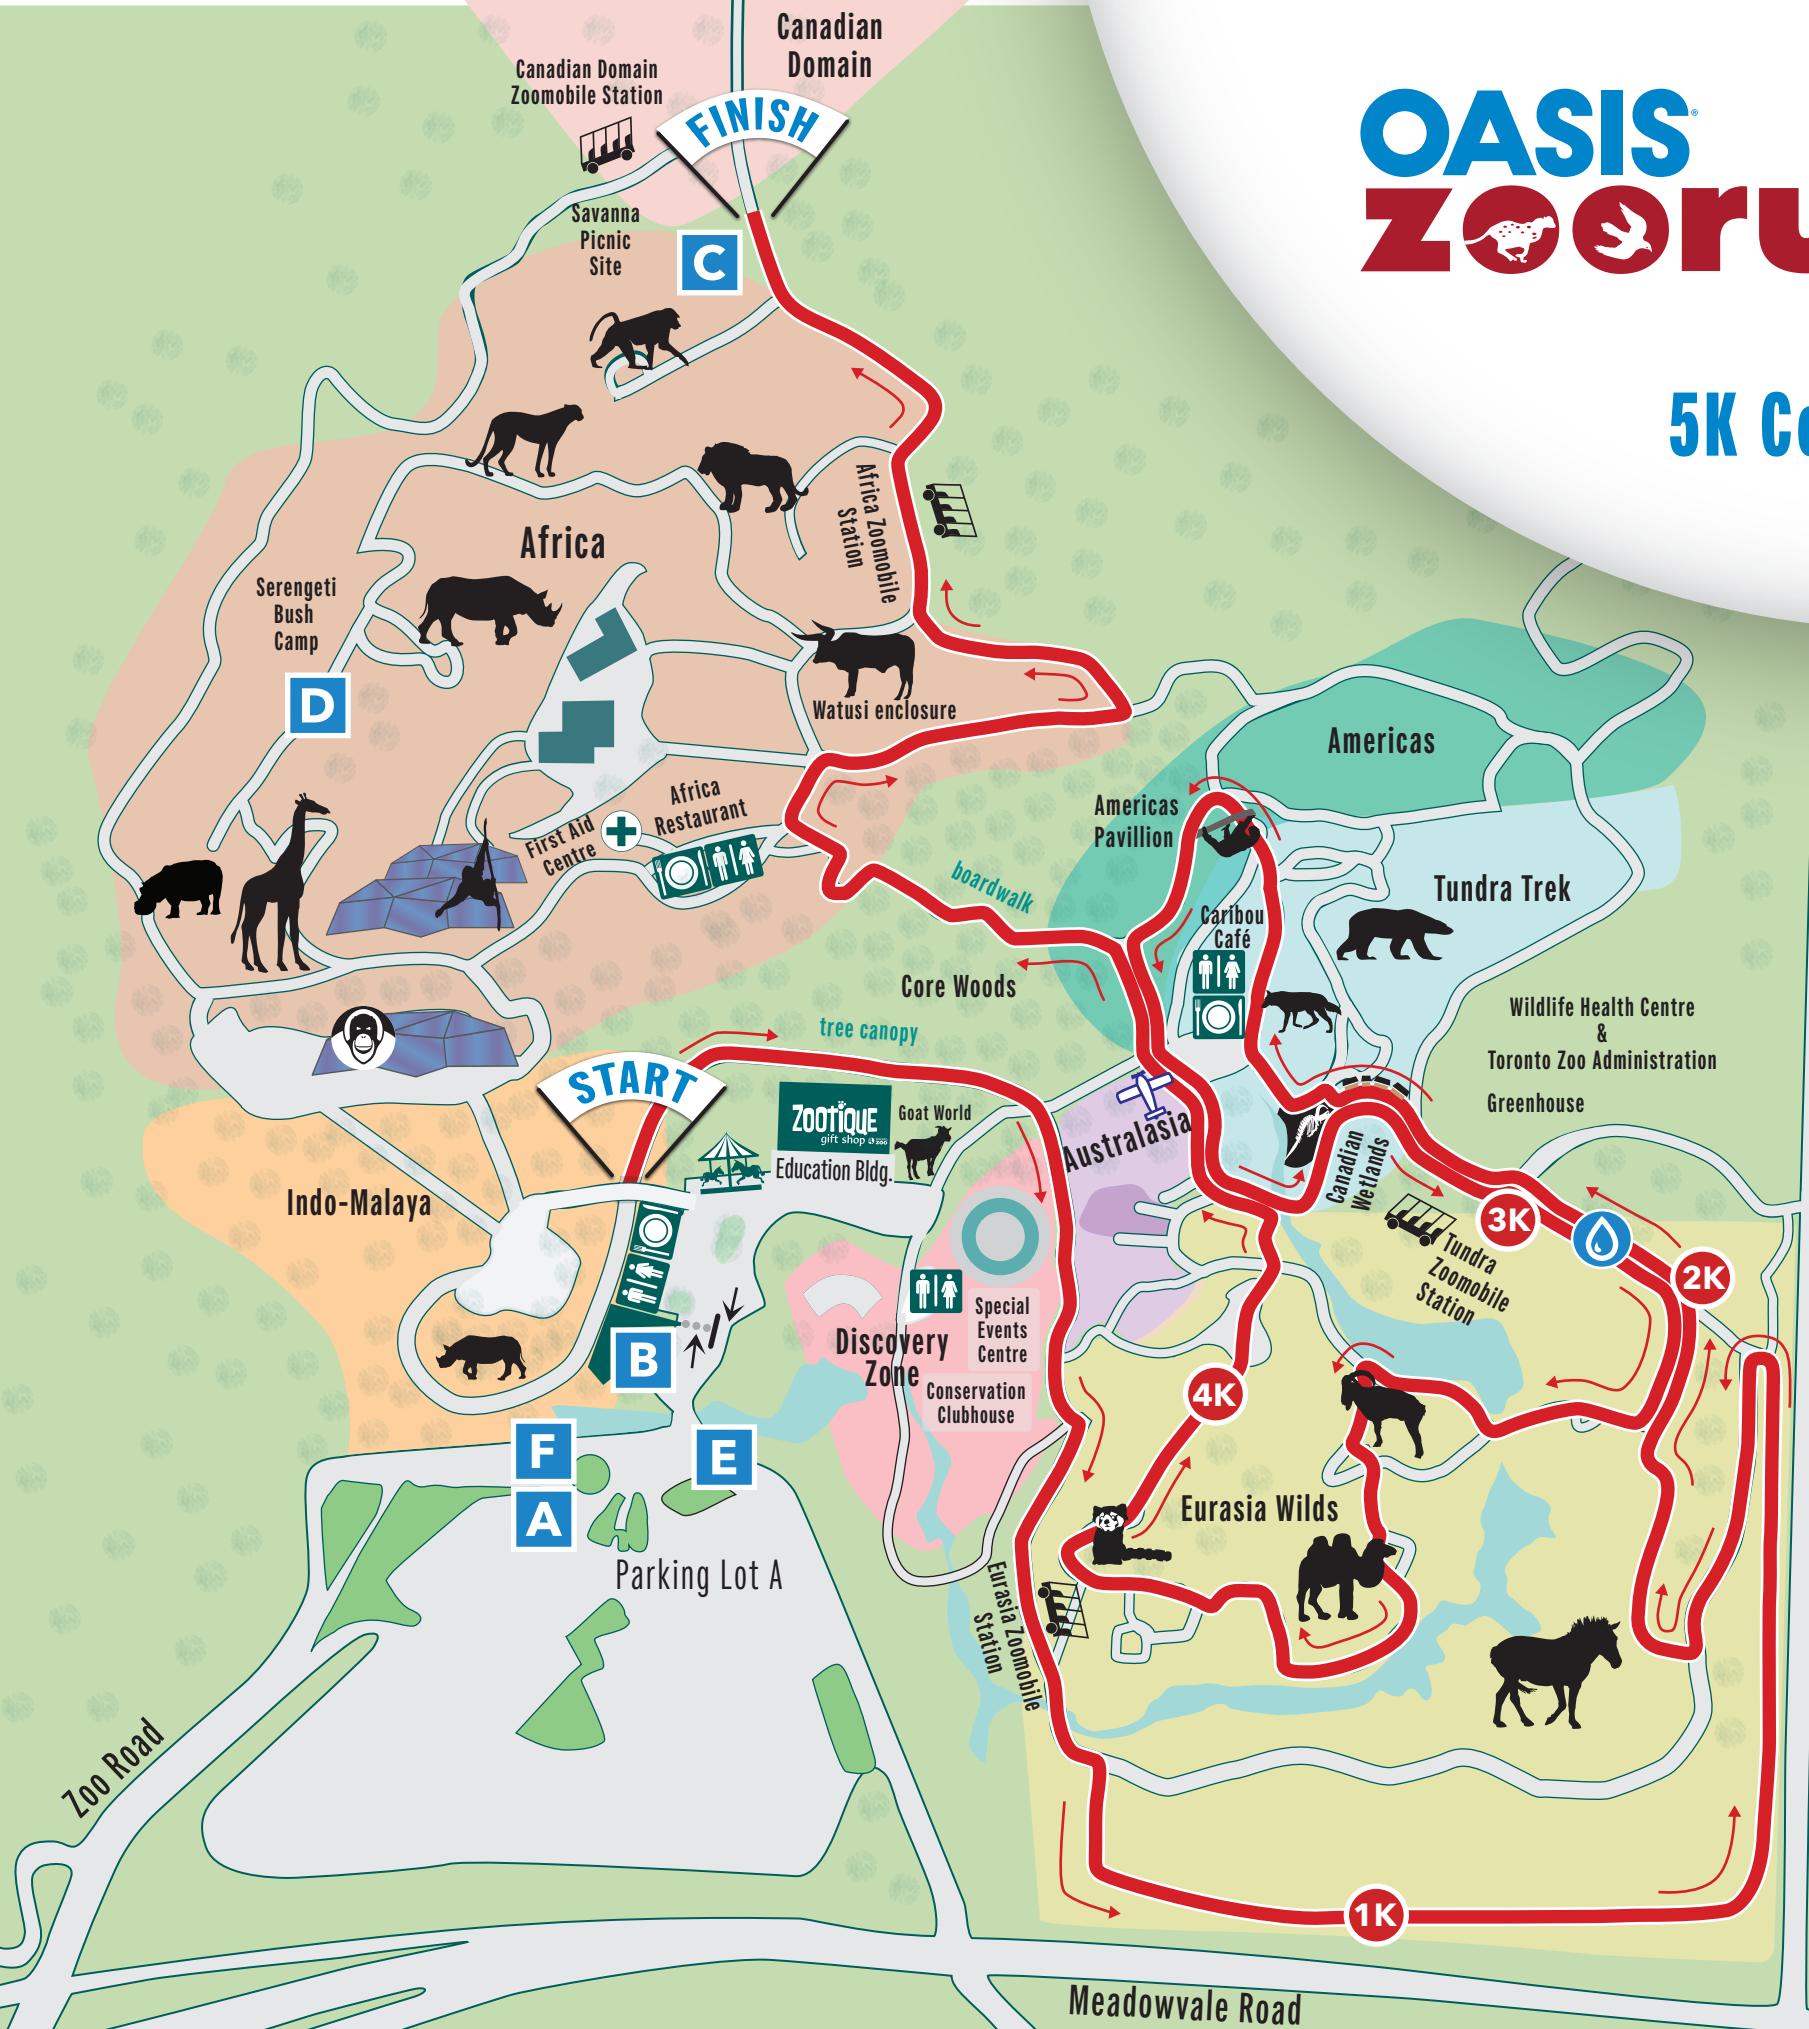 Canadian
Domain
Canadian Domain
Zoomobile Station
FINISH
OASIS®
zooru
5K Co
Savanna
Picnic
Site
C
Africa Zoomobile
Station
Africa
Serengeti
Bush
Camp
D
Watusi enclosure
Americas
Americas
Pavillion
Africa
Restaurant
First Aid
Centre
boardwalk
Tundra Trek
Caribou
Café
Core Woods
tree canopy
Wildlife Health Centre
&
Toronto Zoo Administration
Greenhouse
START
ZOOTIQUE
gift shop
Goat World
Education Bldg.
Australasia
Canadian
Wetlands
Indo-Malaya
3K
Tundra
Zoomobile
Station
2K
Special
Events
Centre
Discovery
Zone
B
Conservation
Clubhouse
4K
F
E
A
Eurasia Wilds
Parking Lot A
Eurasia Zoomobile
Station
Zoo Road
1K
Meadowvale Road